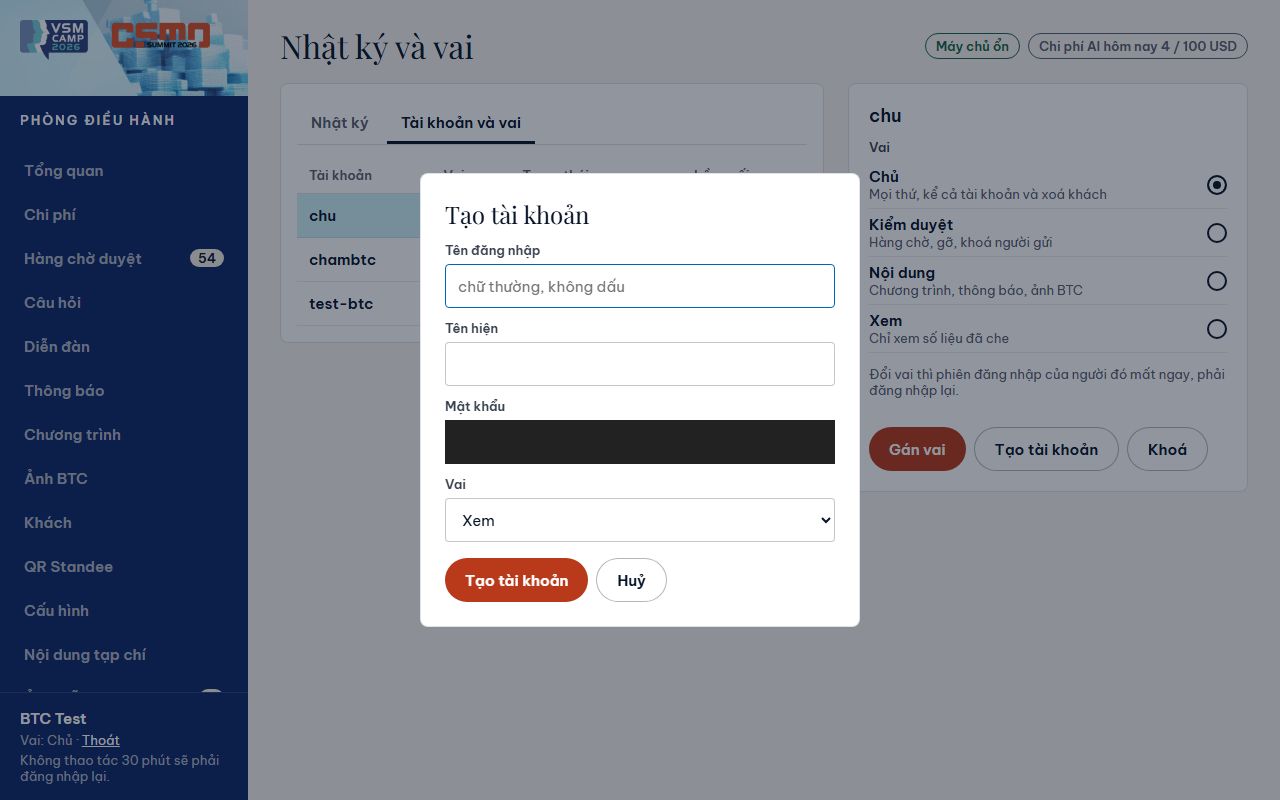 VSM
CAMP
2026
CSMO
SUMMIT 2026
PHÒNG ĐIỀU HÀNH
Tổng quan
Chi phí
Hàng chờ duyệt 54
Câu hỏi
Diễn đàn
Thông báo
Chương trình
Ảnh BTC
Khách
QR Standee
Cấu hình
Nội dung tạp chí
BTC Test
Vai: Chủ · Thoát
Không thao tác 30 phút sẽ phải
đăng nhập lại.
Nhật ký và vai
Máy chủ ổn
Chi phí AI hôm nay 4 / 100 USD
Nhật ký
Tài khoản và vai
Tài khoản
chu
chambtc
test-btc
Tạo tài khoản
Tên đăng nhập
chữ thường, không dấu
Tên hiện
Mật khẩu
Vai
Xem
Tạo tài khoản
Huỷ
chu
Vai
Chủ
Mọi thứ, kể cả tài khoản và xoá khách
Kiểm duyệt
Hàng chờ, gỡ, khoá người gửi
Nội dung
Chương trình, thông báo, ảnh BTC
Xem
Chỉ xem số liệu đã che
Đổi vai thì phiên đăng nhập của người đó mất ngay, phải
đăng nhập lại.
Gán vai
Tạo tài khoản
Khoá